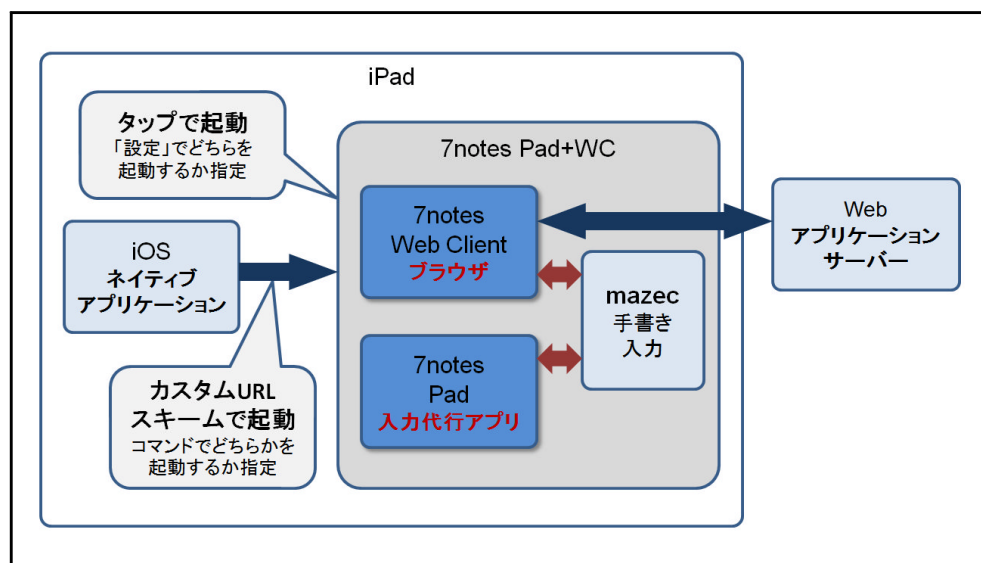 iPad
タップで起動
「設定」でどちらを
起動するか指定
7notes Pad+WC
7notes
Web Client
ブラウザ
Web
アプリケーション
サーバー
iOS
ネイティブ
アプリケーション
mazec
手書き
入力
7notes
Pad
入力代行アプリ
カスタムURL
スキームで起動
コマンドでどちらかを
起動するか指定